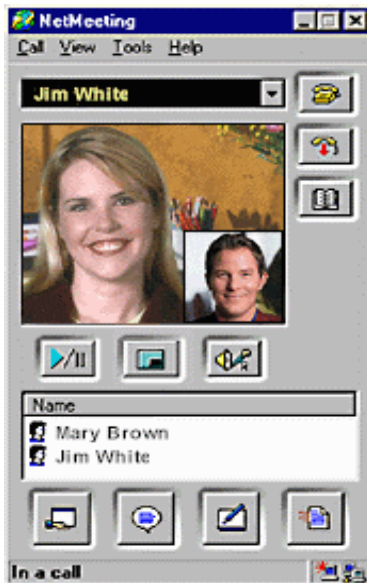 NetMeeting
Call View Tools Help
Jim White
Name
Mary Brown
Jim White
In a call